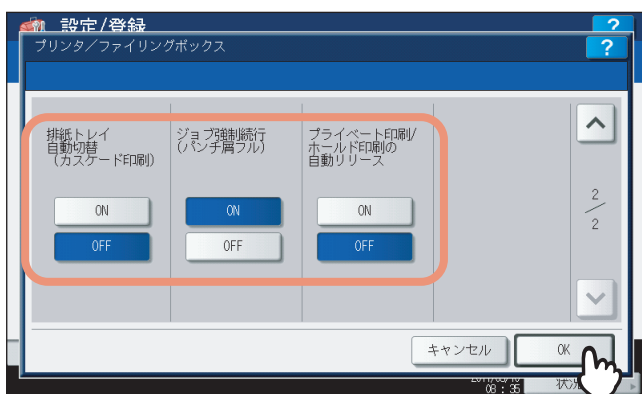 設定/登録
?
プリンタ／ファイリングボックス
?
排紙トレイ
自動切替
(カスケード印刷)
ジョブ強制続行
(パンチ屑フル)
プライベート印刷/
ホールド印刷の
自動リリース
ON
ON
ON
OFF
OFF
OFF
2
2
キャンセル
OK
08:35
状況